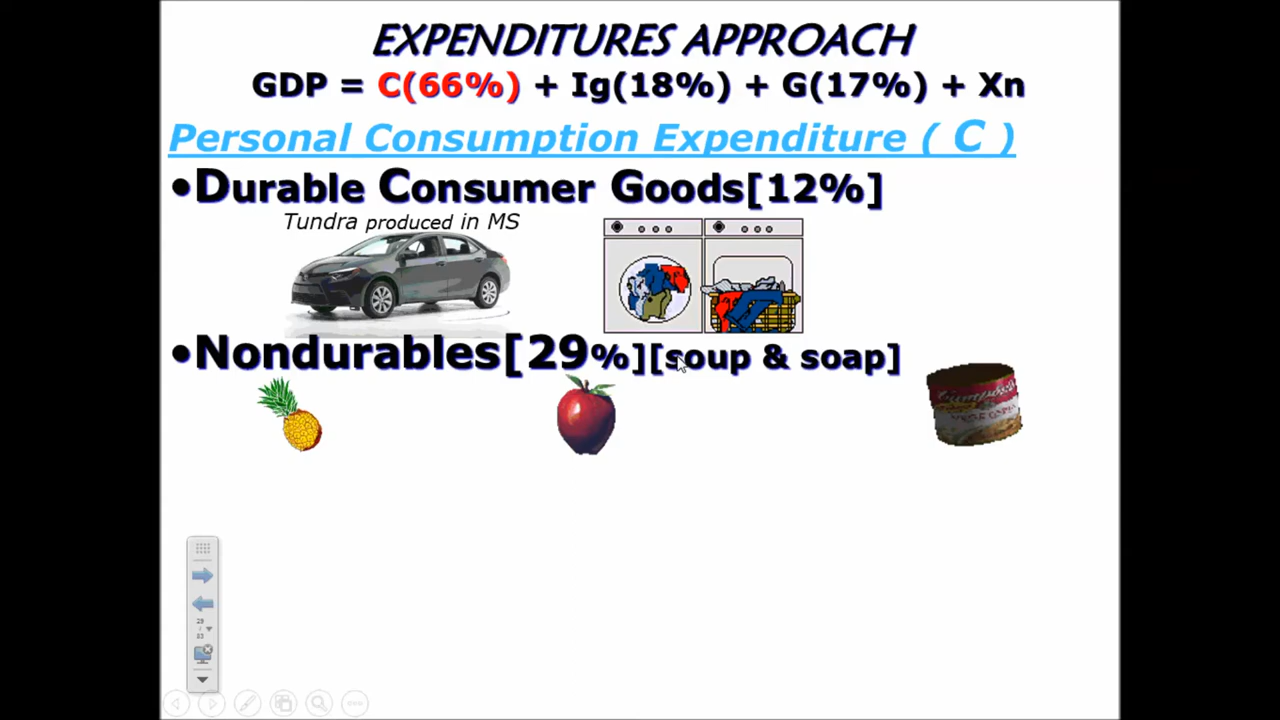 EXPENDITURES APPROACH
GDP = C(66%) + Ig(18%) + G(17%) + Xn
Personal Consumption Expenditure ( C )
•Durable Consumer Goods[12%]
Tundra produced in MS
•Nondurables[29%][soup & soap]
Campbell's